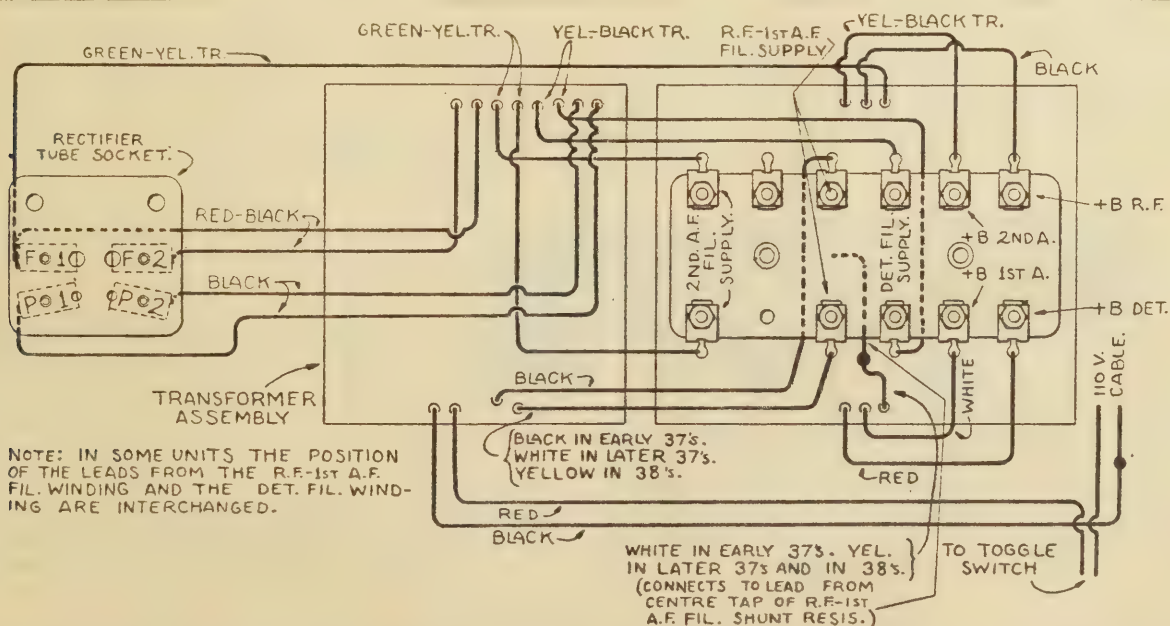 GREEN-YEL.TR.
YEL.-BLACK TR.
R.F.-1ST A.F.
FIL. SUPPLY
YEL.-BLACK TR.
GREEN-YEL.TR.
BLACK
RECTIFIER
TUBE SOCKET.
RED-BLACK
F 1
F 2
P 1
P 2
BLACK
2ND. A.F.
FIL.
SUPPLY.
DET. FIL.
SUPPLY.
+B R.F.
+B 2ND A.
+B 1ST A.
+B DET.
110 V.
CABLE.
TRANSFORMER
ASSEMBLY
BLACK
WHITE
BLACK IN EARLY 37's.
WHITE IN LATER 37's.
YELLOW IN 38's.
RED
NOTE: IN SOME UNITS THE POSITION
OF THE LEADS FROM THE R.F.-1ST A.F.
FIL. WINDING AND THE DET. FIL. WIND-
ING ARE INTERCHANGED.
RED
BLACK
WHITE IN EARLY 37's. YEL.
IN LATER 37's AND IN 38's.
(CONNECTS TO LEAD FROM
CENTRE TAP OF R.F.-1ST
A.F. FIL. SHUNT RESIS.)
TO TOGGLE
SWITCH